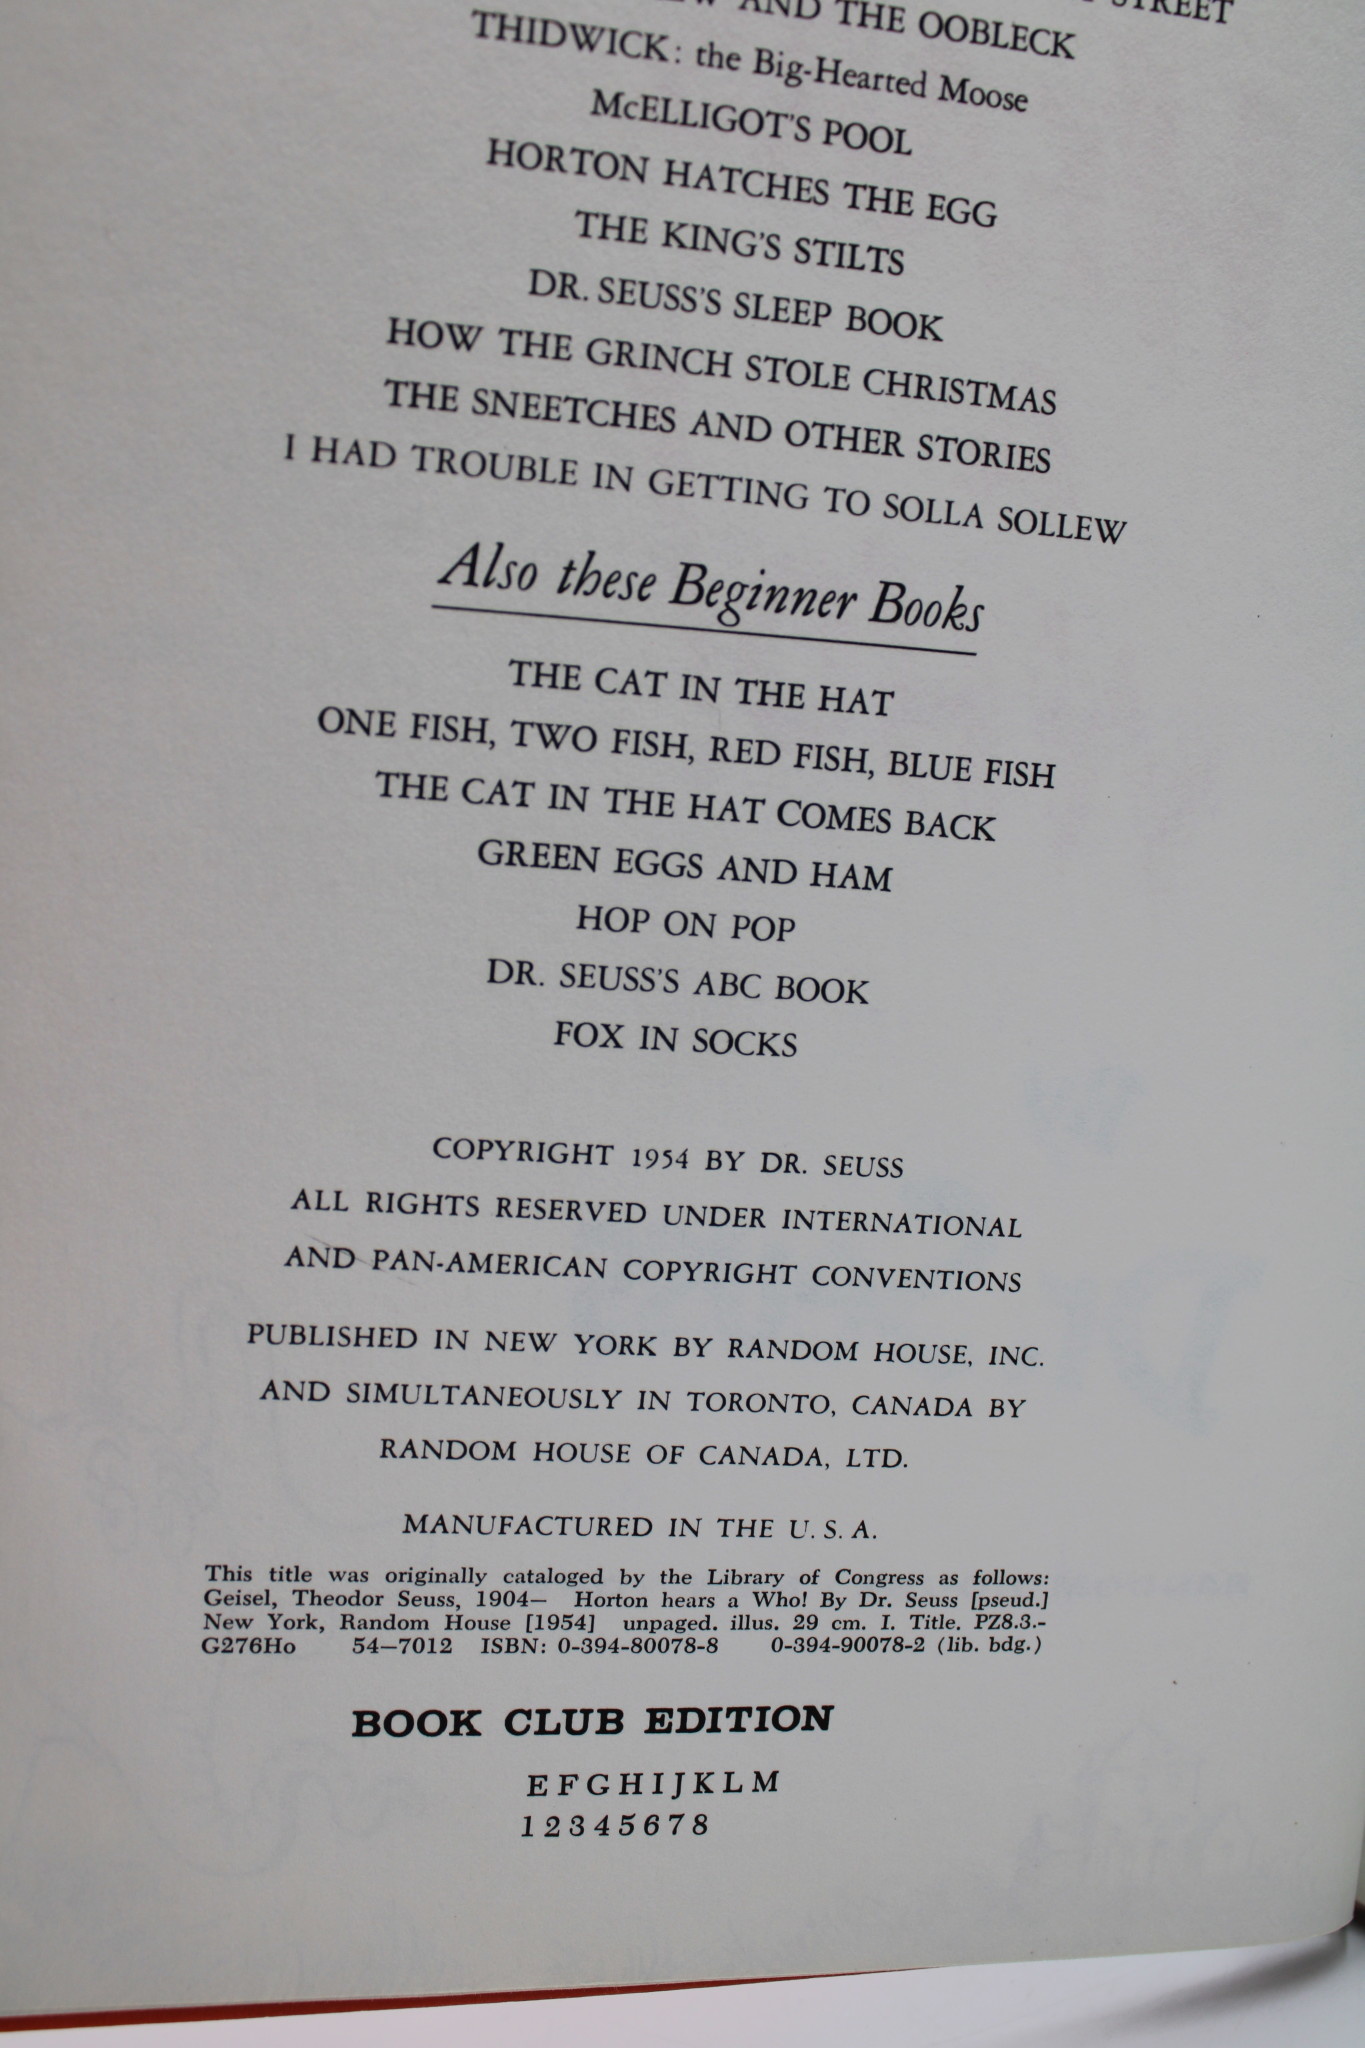 STREET
AND THE OOBLECK
THIDWICK: the Big-Hearted Moose
McELLIGOT'S POOL
HORTON HATCHES THE EGG
THE KING'S STILTS
DR. SEUSS'S SLEEP BOOK
HOW THE GRINCH STOLE CHRISTMAS
THE SNEETCHES AND OTHER STORIES
I HAD TROUBLE IN GETTING TO SOLLA SOLLEW
Also these Beginner Books
THE CAT IN THE HAT
ONE FISH, TWO FISH, RED FISH, BLUE FISH
THE CAT IN THE HAT COMES BACK
GREEN EGGS AND HAM
HOP ON POP
DR. SEUSS'S ABC BOOK
FOX IN SOCKS
COPYRIGHT 1954 BY DR. SEUSS
ALL RIGHTS RESERVED UNDER INTERNATIONAL
AND PAN-AMERICAN COPYRIGHT CONVENTIONS
PUBLISHED IN NEW YORK BY RANDOM HOUSE, INC.
AND SIMULTANEOUSLY IN TORONTO, CANADA BY
RANDOM HOUSE OF CANADA, LTD.
MANUFACTURED IN THE U. S. A.
This title was originally cataloged by the Library of Congress as follows:
Geisel, Theodor Seuss, 1904— Horton hears a Who! By Dr. Seuss [pseud.]
New York, Random House [1954] unpaged. illus. 29 cm. I. Title. PZ8.3.-
G276Ho 54—7012 ISBN: 0-394-80078-8 0-394-90078-2 (lib. bdg.)
BOOK CLUB EDITION
E F G H I J K L M
1 2 3 4 5 6 7 8